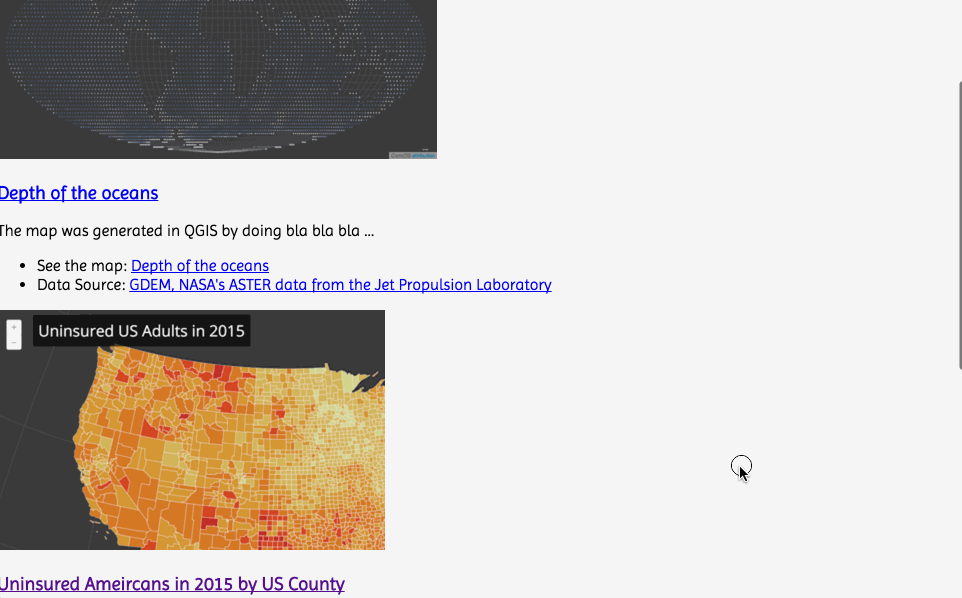 Depth of the oceans
The map was generated in QGIS by doing bla bla bla ...
• See the map: Depth of the oceans
• Data Source: GDEM, NASA's ASTER data from the Jet Propulsion Laboratory
+
Uninsured US Adults in 2015
−
Uninsured Ameircans in 2015 by US County